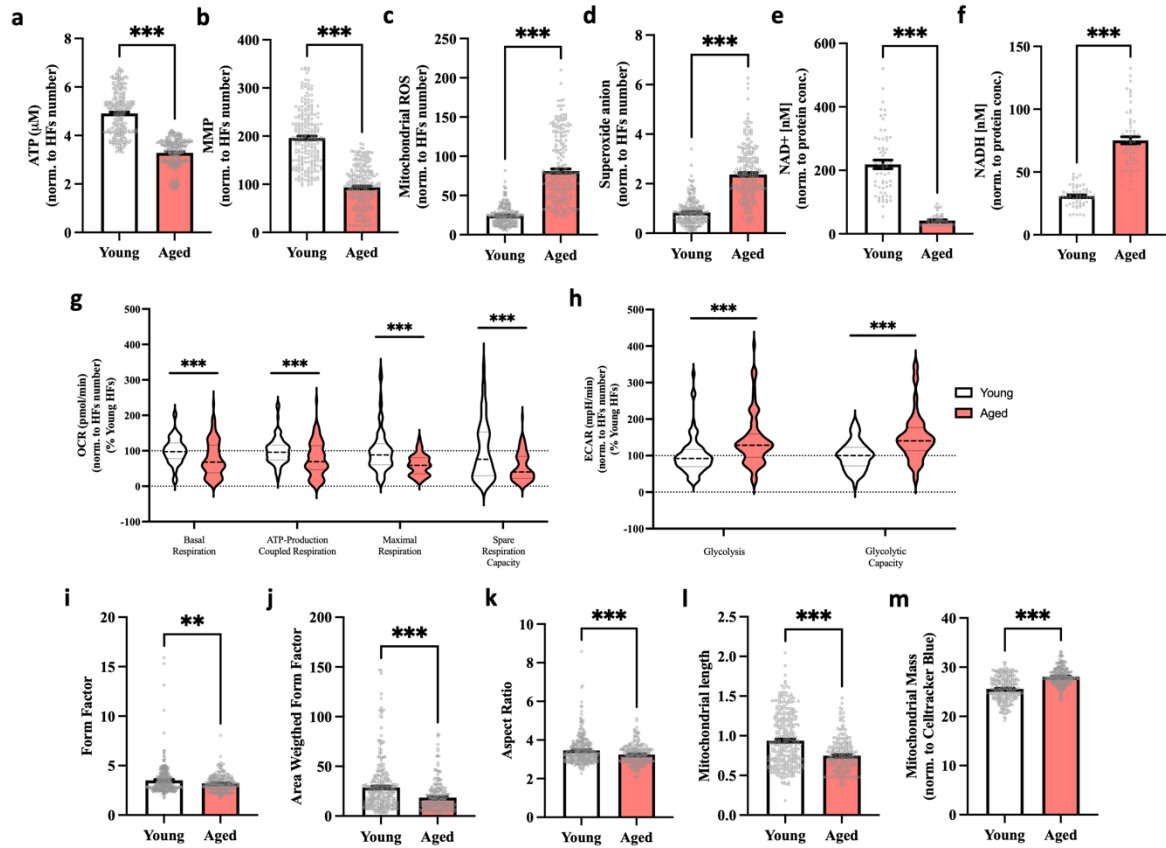 a
***
ATP (μM)
(norm. to HFs number)
8
6
4
2
0
Young
Aged
b
***
MMP
(norm. to HFs number)
400
300
200
100
0
Young
Aged
c
***
Mitochondrial ROS
(norm. to HFs number)
250
200
150
100
50
0
Young
Aged
d
***
Superoxide anion
(norm. to protein conc.)
8
6
4
2
0
Young
Aged
e
***
NAD+ [nM]
(norm. to protein conc.)
600
400
200
0
Young
Aged
f
***
NADH [nM]
(norm. to protein conc.)
150
100
50
0
Young
Aged
g
OCR (pmol/min)
(norm. to HFs number)
(% Young HFs)
500
400
300
200
100
0
-100
***
***
***
***
Basal
Respiration
ATP-Production
Coupled Respiration
Maximal
Respiration
Spare
Respiration
Capacity
h
ECAR (mpH/min)
(norm. to HFs number)
(% Young HFs)
500
400
300
200
100
0
-100
***
***
Glycolysis
Glycolytic
Capacity
Young
Aged
i
**
Form Factor
20
15
10
5
0
Young
Aged
j
***
Area Weigthed Form Factor
200
150
100
50
0
Young
Aged
k
***
Aspect Ratio
10
8
6
4
2
0
Young
Aged
l
***
Mitochondrial length
2.5
2.0
1.5
1.0
0.5
0.0
Young
Aged
m
***
Mitochondrial Mass
(norm. to Celltracker Blue)
40
30
20
10
0
Young
Aged